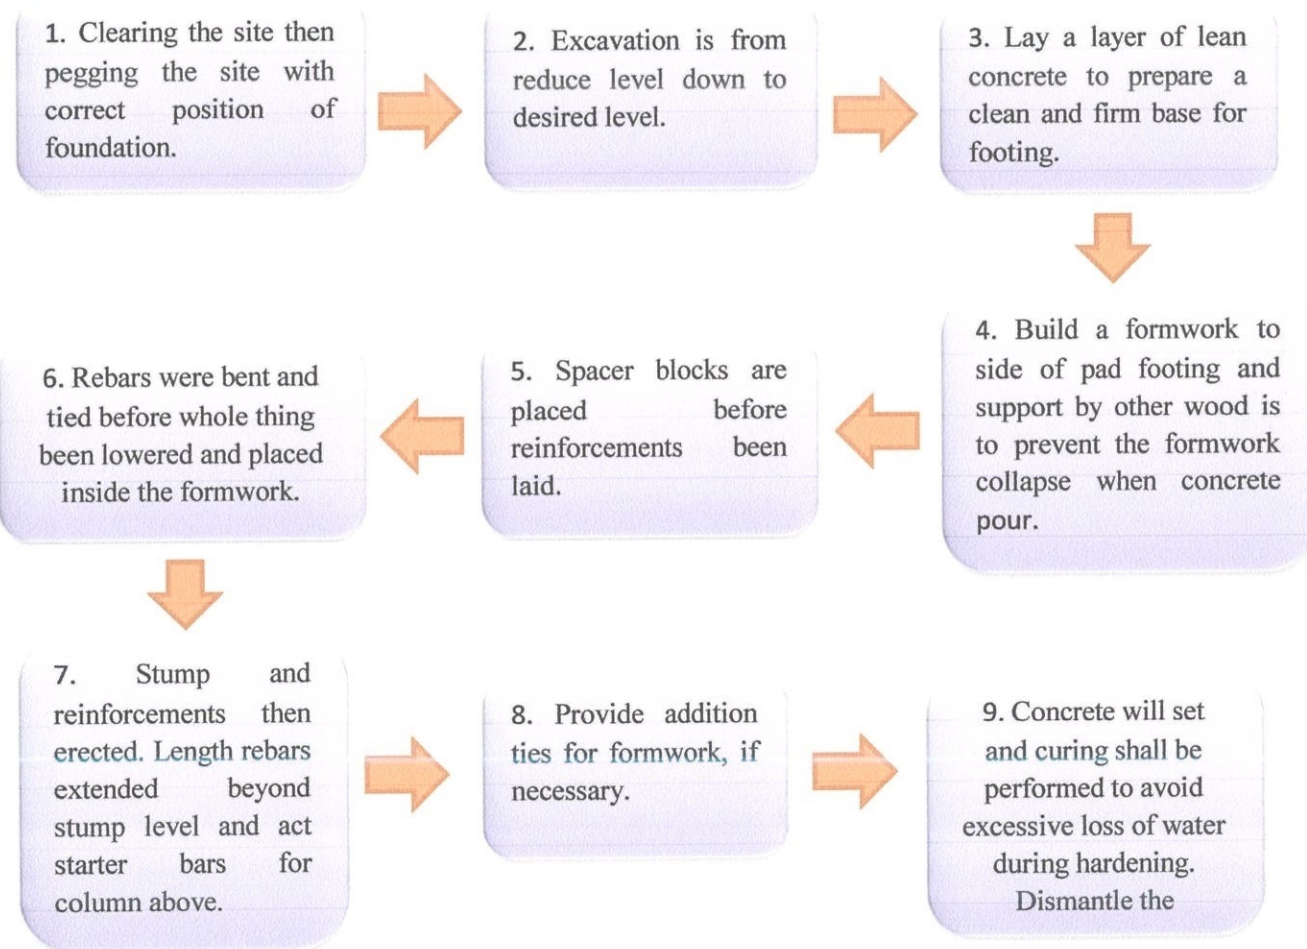 1. Clearing the site then
pegging the site with
correct position of
foundation.
2. Excavation is from
reduce level down to
desired level.
3. Lay a layer of lean
concrete to prepare a
clean and firm base for
footing.
4. Build a formwork to
side of pad footing and
support by other wood is
to prevent the formwork
collapse when concrete
pour.
5. Spacer blocks are
placed before
reinforcements been
laid.
6. Rebars were bent and
tied before whole thing
been lowered and placed
inside the formwork.
7. Stump and
reinforcements then
erected. Length rebars
extended beyond
stump level and act
starter bars for
column above.
8. Provide addition
ties for formwork, if
necessary.
9. Concrete will set
and curing shall be
performed to avoid
excessive loss of water
during hardening.
Dismantle the